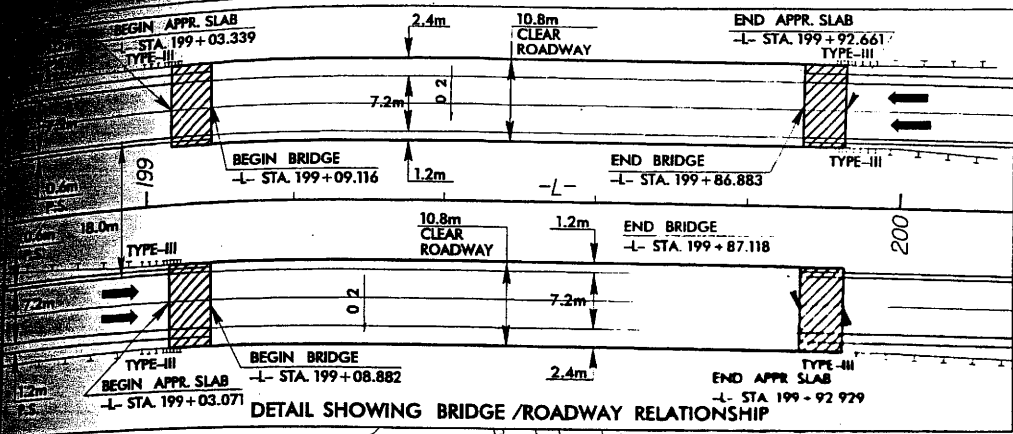 BEGIN APPR. SLAB
-L- STA. 199+03.339
TYPE-III
2.4m
10.8m
CLEAR
ROADWAY
END APPR. SLAB
-L- STA. 199+92.661
TYPE-III
7.2m
0 2
BEGIN BRIDGE
-L- STA. 199+09.116
1.2m
END BRIDGE
-L- STA. 199+86.883
TYPE-III
199
-L-
200
0.6m
P.S.
18.0m
10.8m
CLEAR
ROADWAY
1.2m
END BRIDGE
-L- STA. 199+87.118
TYPE-III
7.2m
0 2
7.2m
TYPE-III
BEGIN BRIDGE
-L- STA. 199+08.882
2.4m
TYPE-III
1.2m
P.S.
BEGIN APPR. SLAB
-L- STA. 199+03.071
END APPR SLAB
-L- STA. 199+92 929
DETAIL SHOWING BRIDGE/ROADWAY RELATIONSHIP